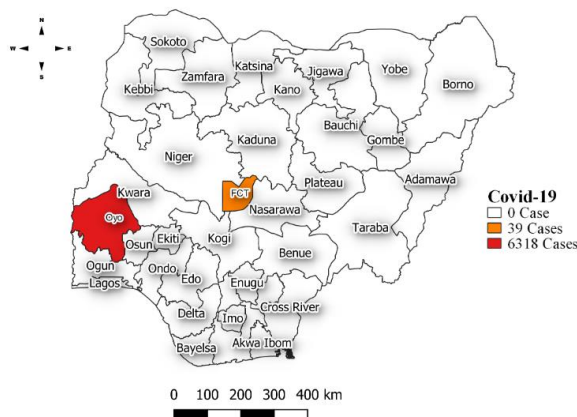 N
W
E
S
Sokoto
Katsina
Jigawa
Yobe
Borno
Zamfara
Kebbi
Kano
Bauchi
Gombe
Kaduna
Niger
Adamawa
Plateau
FCT
Kwara
Nasarawa
Oyo
Taraba
Covid-19
0 Case
39 Cases
6318 Cases
Ekiti
Kogi
Osun
Benue
Ogun
Ondo
Edo
Lagos
Enugu
Cross River
Delta
Imo
Bayelsa
Akwa Ibom
0 100 200 300 400 km